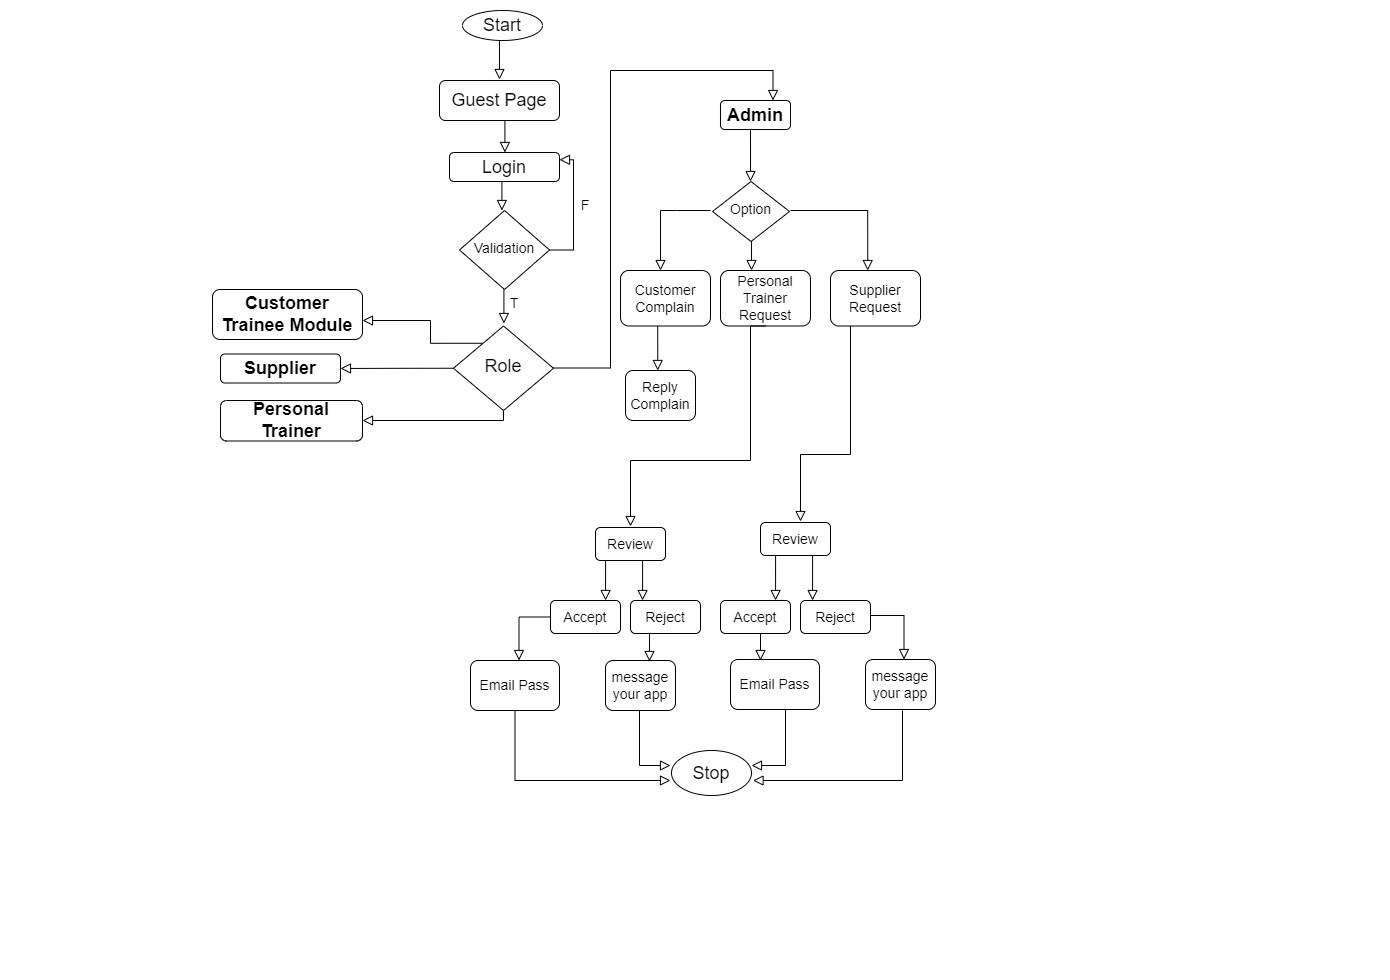 Start
Guest Page
Login
F
Validation
T
Role
Customer
Trainee Module
Supplier
Personal
Trainer
Admin
Option
Customer
Complain
Personal
Trainer
Request
Supplier
Request
Reply
Complain
Review
Review
Accept
Reject
Accept
Reject
Email Pass
message
your app
Email Pass
message
your app
Stop